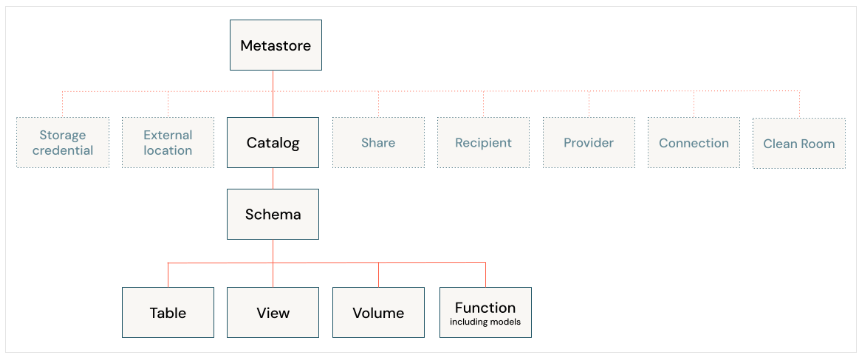 Metastore
Storage
credential
External
location
Catalog
Share
Recipient
Provider
Connection
Clean Room
Schema
Table
View
Volume
Function
including models